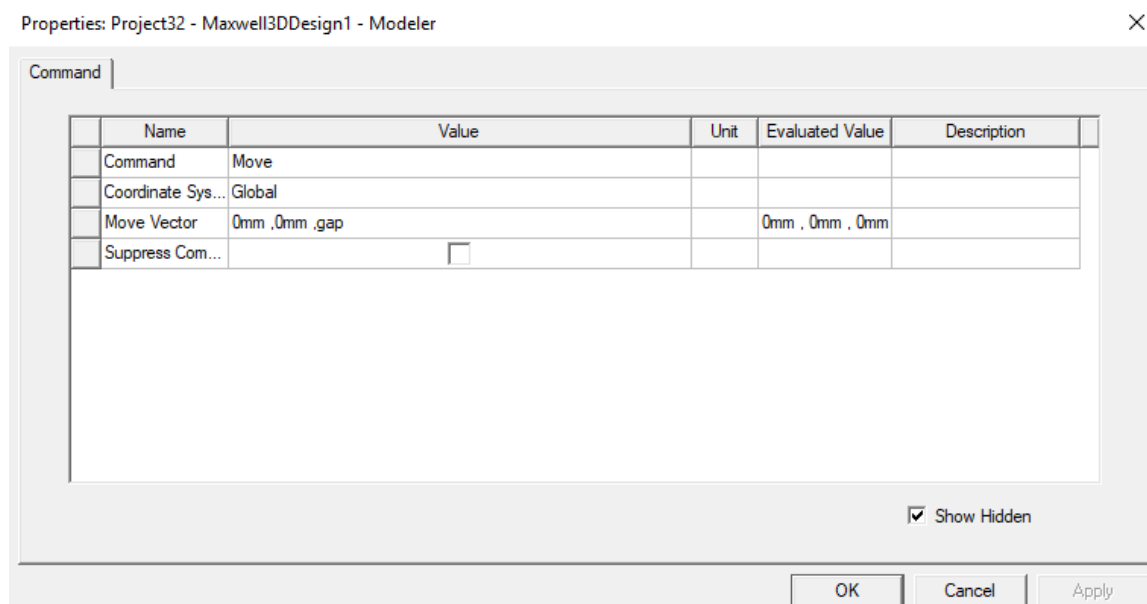 Properties: Project32 - Maxwell3DDesign1 - Modeler
Command
Name Value Unit Evaluated Value Description
Command Move
Coordinate Sys... Global
Move Vector 0mm ,0mm ,gap 0mm , 0mm , 0mm
Suppress Com...
Show Hidden
OK Cancel Apply